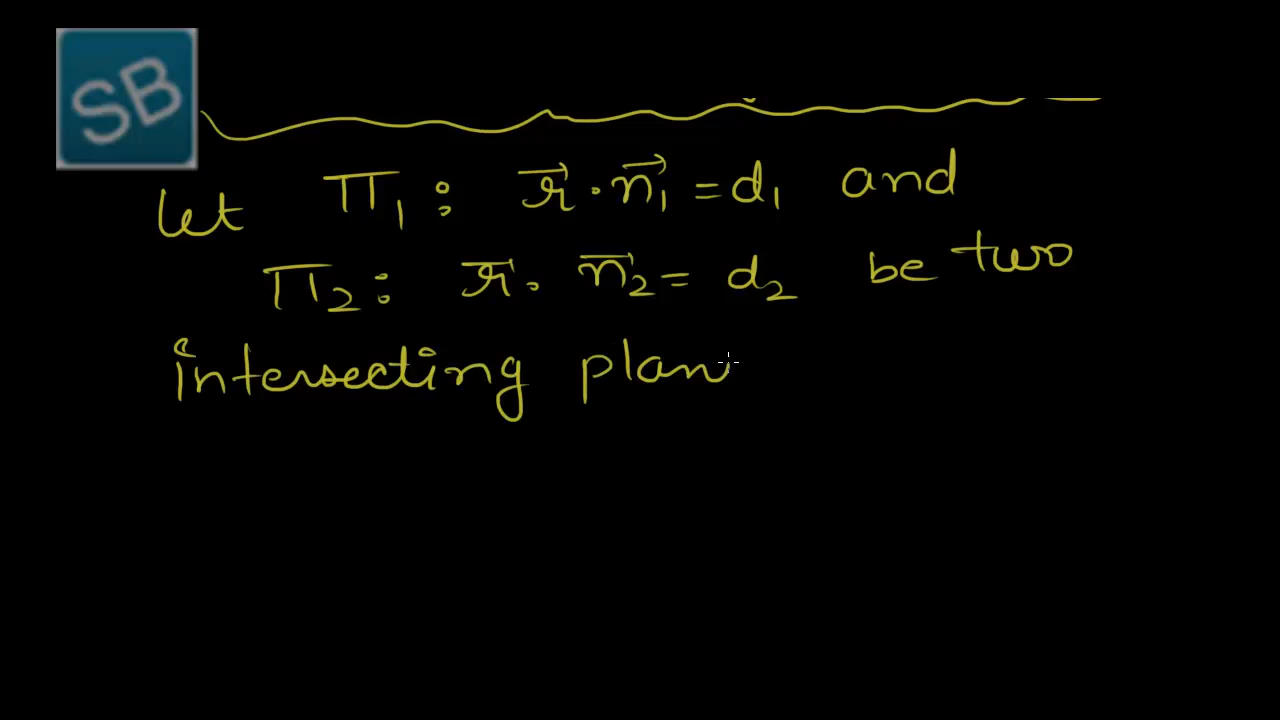 SB
Let π₁ : r⃗ · n⃗₁ = d₁ and
π₂ : r⃗ · n⃗₂ = d₂ be two
intersecting plan